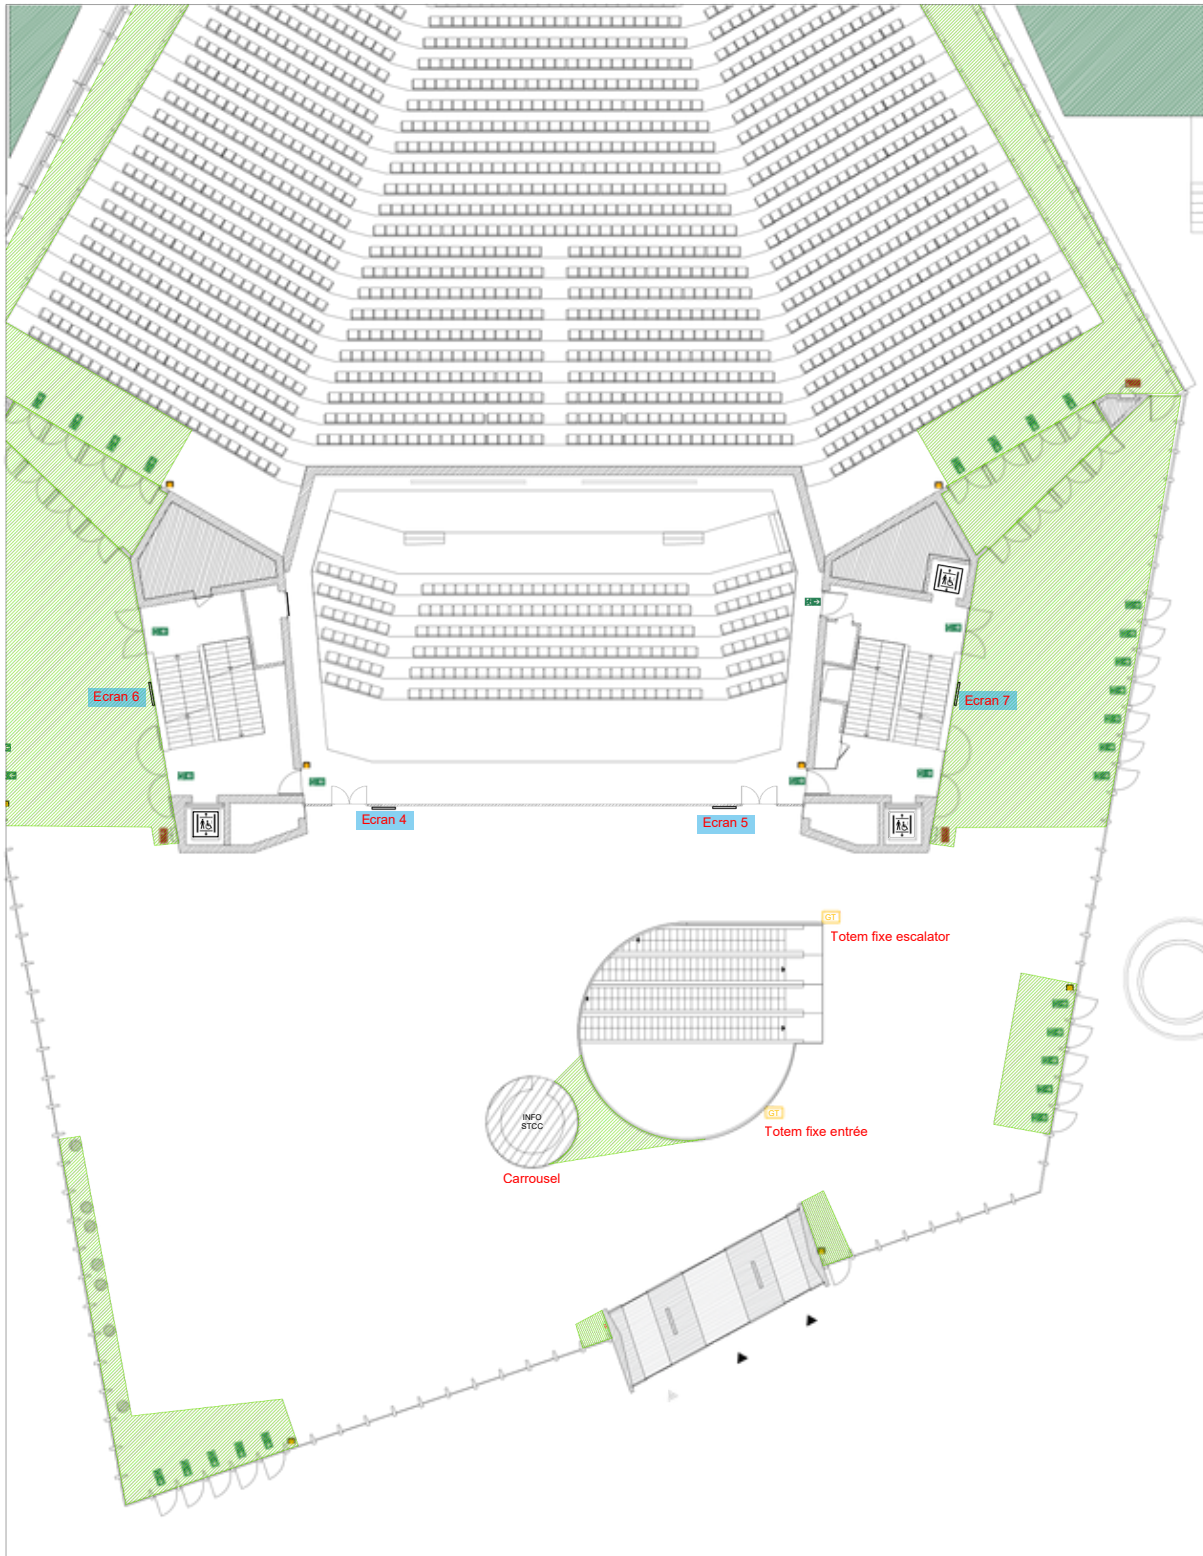 Ecran 6
Ecran 7
Ecran 4
Ecran 5
GT
Totem fixe escalator
INFO
STCC
GT
Totem fixe entrée
Carrousel